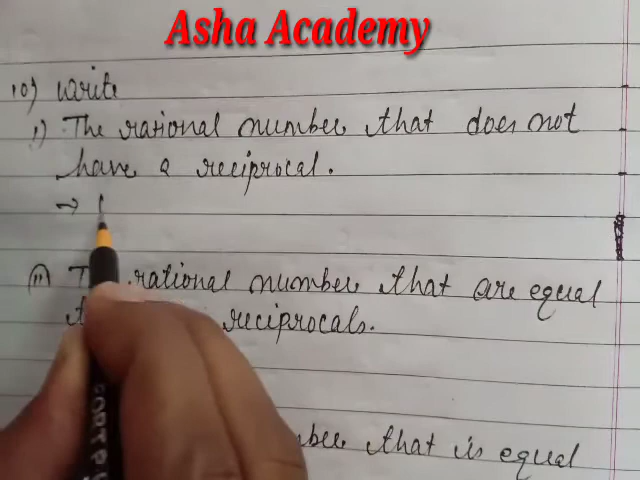 Asha Academy
10) Write
i) The rational number that does not
have a reciprocal.
→
ii) rational number that are equal
reciprocals.
that is equal